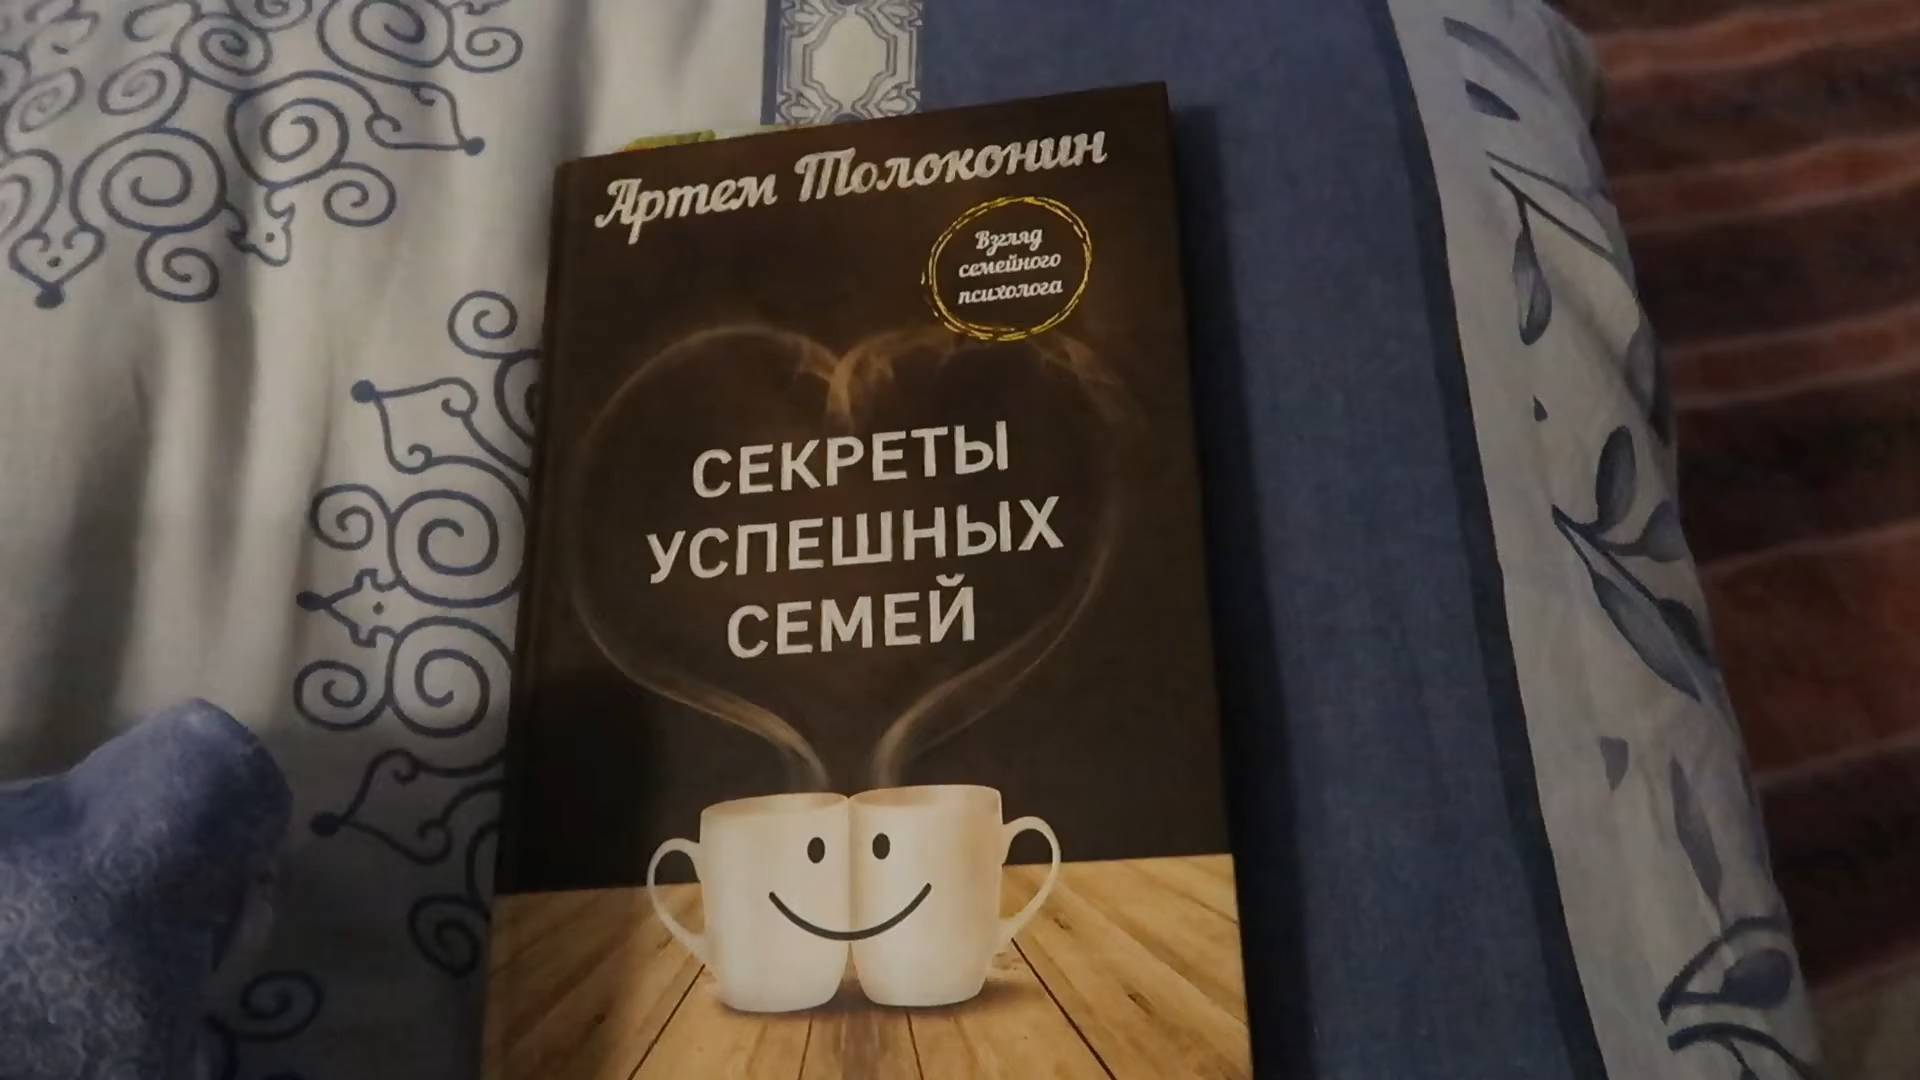 Артем Толоконин
Взгляд
семейного
психолога
СЕКРЕТЫ
УСПЕШНЫХ
СЕМЕЙ